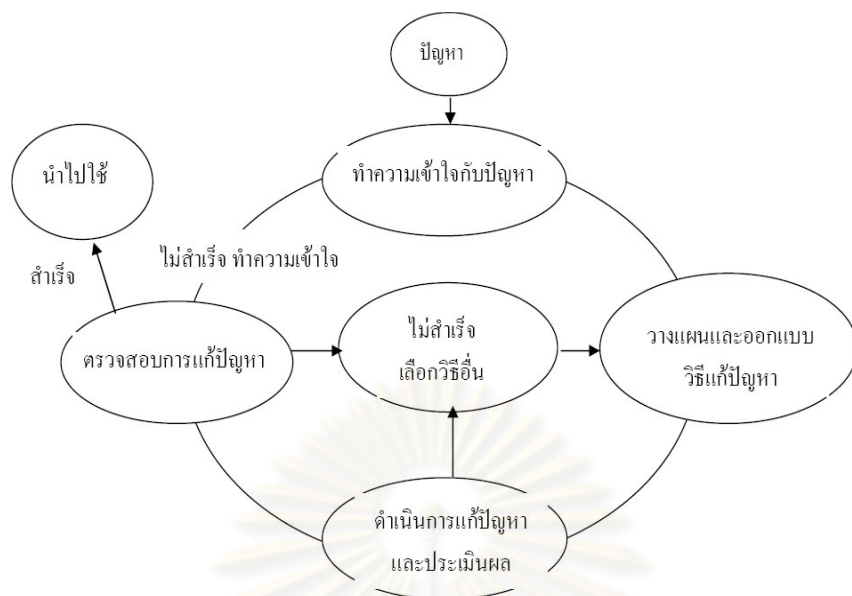 ปัญหา
ทำความเข้าใจกับปัญหา
นำไปใช้
ไม่สำเร็จ ทำความเข้าใจ
สำเร็จ
ตรวจสอบการแก้ปัญหา
ไม่สำเร็จ
เลือกวิธีอื่น
วางแผนและออกแบบ
วิธีแก้ปัญหา
ดำเนินการแก้ปัญหา
และประเมินผล